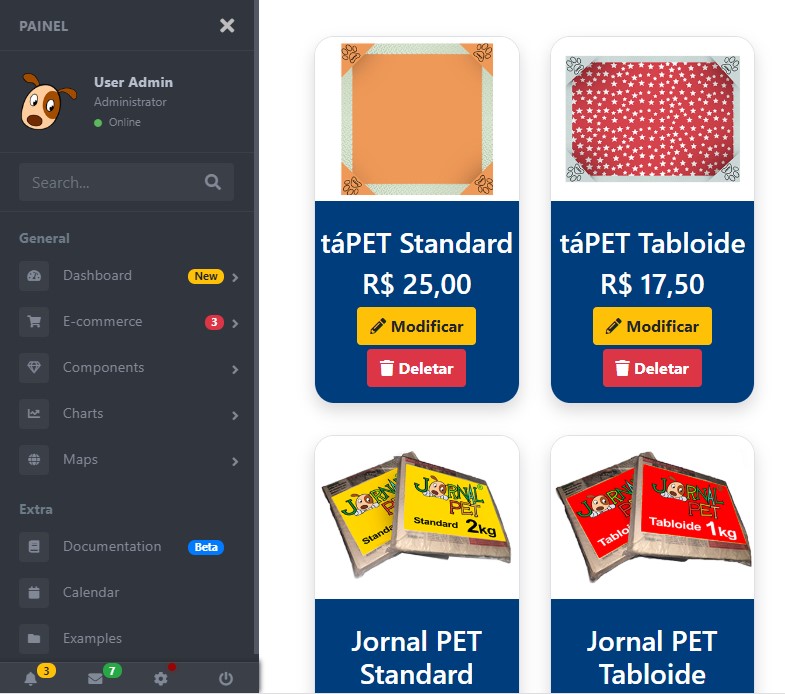 PAINEL
User Admin
Administrator
Online
Search...
General
Dashboard
New
E-commerce
3
Components
Charts
Maps
Extra
Documentation
Beta
Calendar
Examples
3
7
táPET Standard
R$ 25,00
Modificar
Deletar
táPET Tabloide
R$ 17,50
Modificar
Deletar
JORNAL
PET
Standard 2kg
Jornal PET
Standard
JORNAL
PET
Tabloide 1kg
Jornal PET
Tabloide